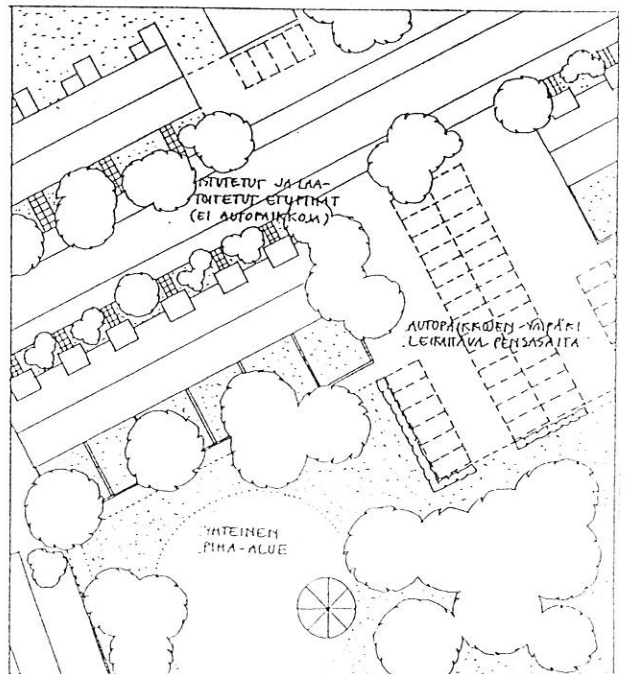 ISTUTETUT JA LAA-
TOITETUT ETUPIHAT
(EI AUTOPAIKKOJA)
AUTOPAIKKOJEN YMPÄRI
LEIKATTAVA PENSASAITA
YHTEINEN
PIHA-ALUE